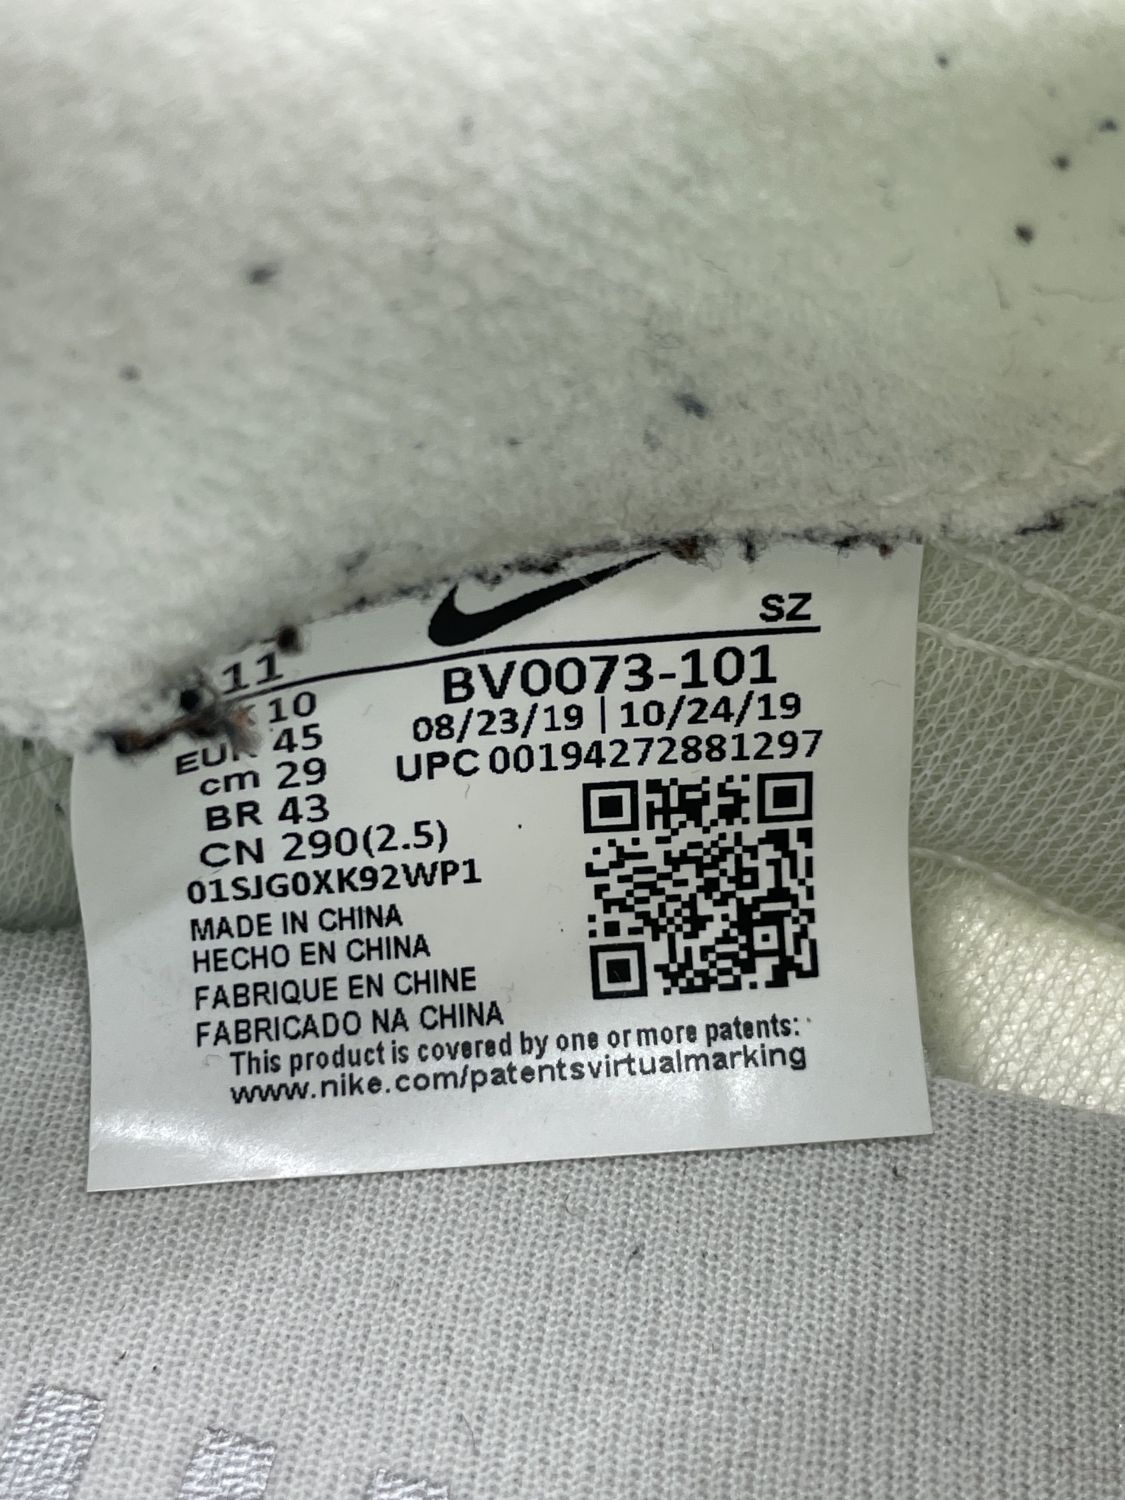 SZ
11
10
EUR 45
cm 29
BR 43
CN 290(2.5)
BV0073-101
08/23/19 | 10/24/19
UPC 00194272881297
01SJG0XK92WP1
MADE IN CHINA
HECHO EN CHINA
FABRIQUE EN CHINE
FABRICADO NA CHINA
This product is covered by one or more patents:
www.nike.com/patentsvirtualmarking